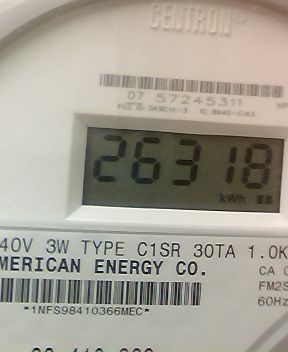 CENTRON®
07 57245311
26318
kWh
40V 3W TYPE C1SR 30TA 1.0K
MERICAN ENERGY CO.
CA 0
FM2S
60Hz
*1NFS98410366MEC*